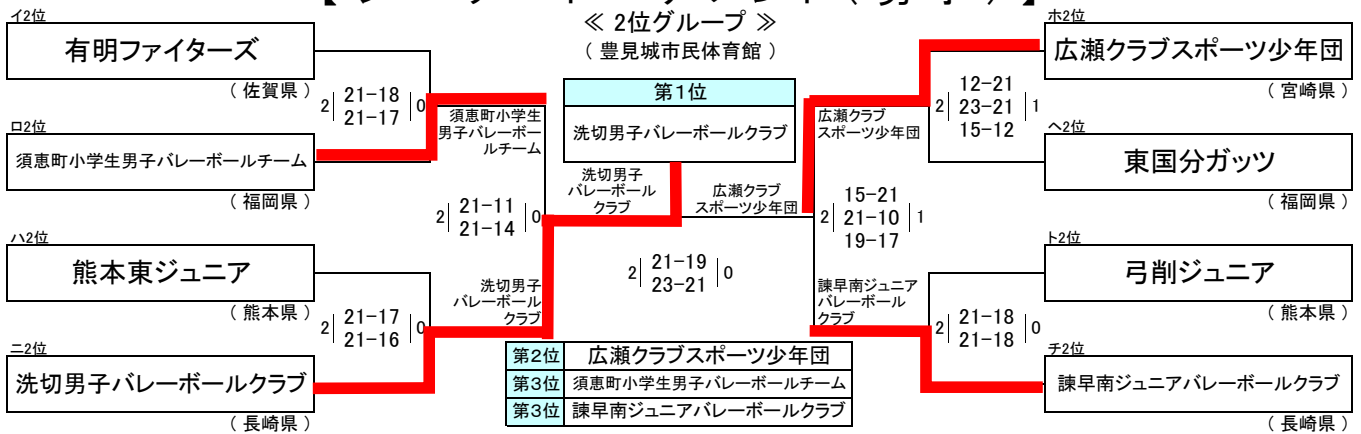 ≪ 2位グループ ≫
（ 豊見城市民体育館 ）
イ2位
有明ファイターズ
（ 佐賀県 ）
2 21-18 0
21-17
ロ2位
須恵町小学生男子バレーボールチーム
（ 福岡県 ）
須恵町小学生
男子バレーボー
ルチーム
2 21-11 0
21-14
ハ2位
熊本東ジュニア
（ 熊本県 ）
2 21-17 0
21-16
ニ2位
洗切男子バレーボールクラブ
（ 長崎県 ）
洗切男子
バレーボール
クラブ
第1位
洗切男子バレーボールクラブ
洗切男子
バレーボール
クラブ
広瀬クラブ
スポーツ少年団
2 21-19 0
23-21
第2位 広瀬クラブスポーツ少年団
第3位 須恵町小学生男子バレーボールチーム
第3位 諫早南ジュニアバレーボールクラブ
ホ2位
広瀬クラブスポーツ少年団
（ 宮崎県 ）
12-21
2 23-21 1
15-12
ヘ2位
東国分ガッツ
（ 福岡県 ）
広瀬クラブ
スポーツ少年団
15-21
2 21-10 1
19-17
諫早南ジュニア
バレーボール
クラブ
ト2位
弓削ジュニア
（ 熊本県 ）
2 21-18 0
21-18
チ2位
諫早南ジュニアバレーボールクラブ
（ 長崎県 ）